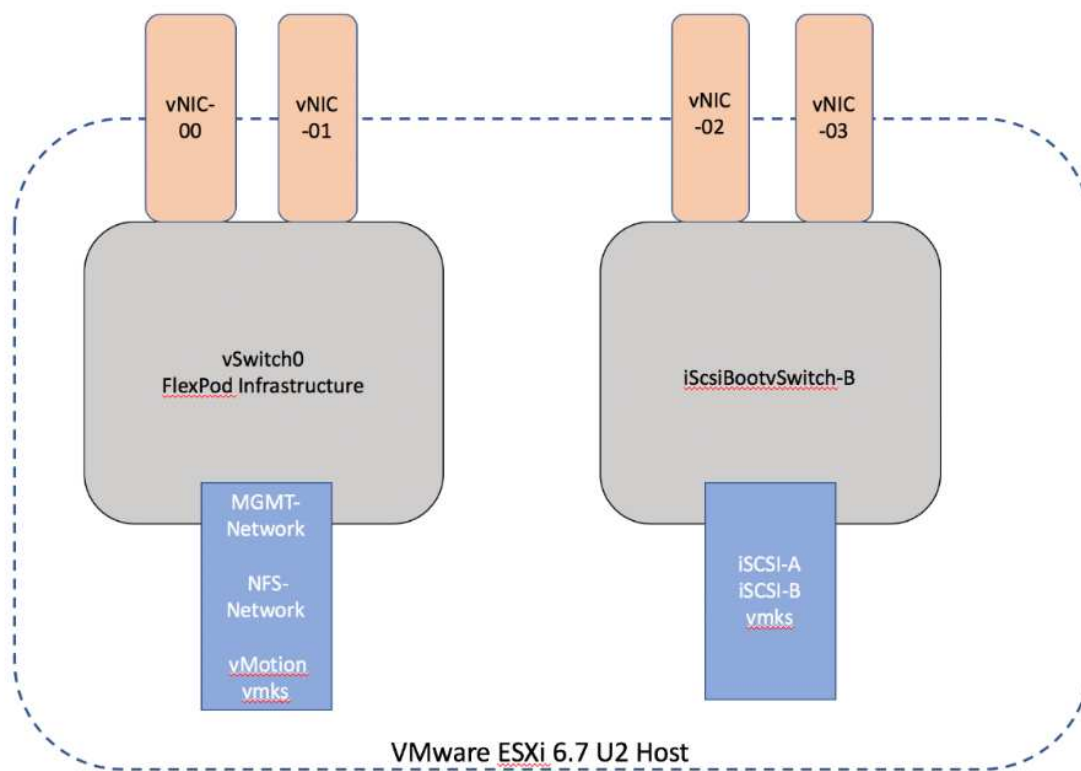 vNIC-
00
vNIC
-01
vNIC
-02
vNIC
-03
vSwitch0
FlexPod Infrastructure
iScsiBootvSwitch-B
MGMT-
Network
NFS-
Network
vMotion
vmks
iSCSI-A
iSCSI-B
vmks
VMware ESXi 6.7 U2 Host